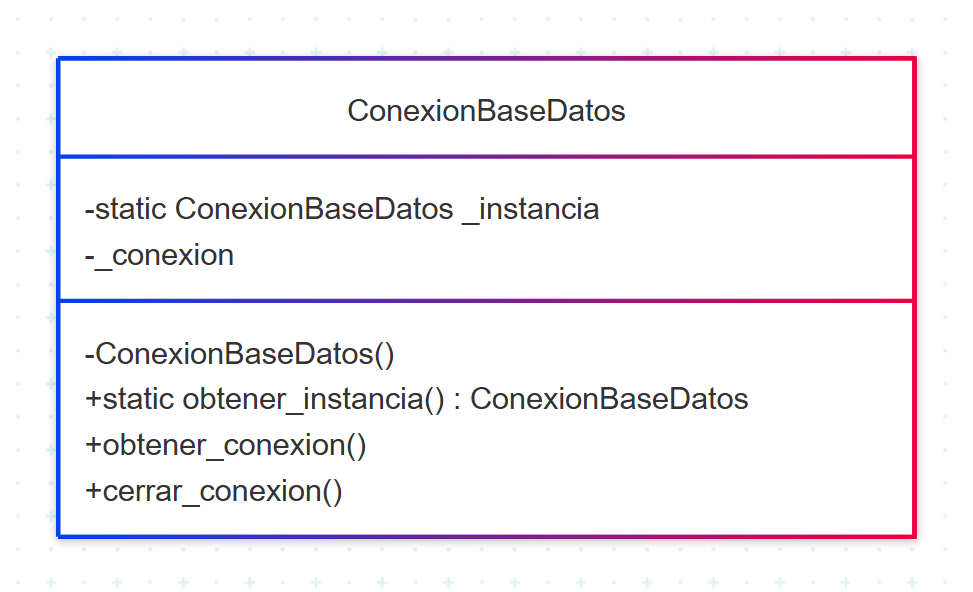 ConexionBaseDatos
-static ConexionBaseDatos _instancia
-_conexion
-ConexionBaseDatos()
+static obtener_instancia() : ConexionBaseDatos
+obtener_conexion()
+cerrar_conexion()